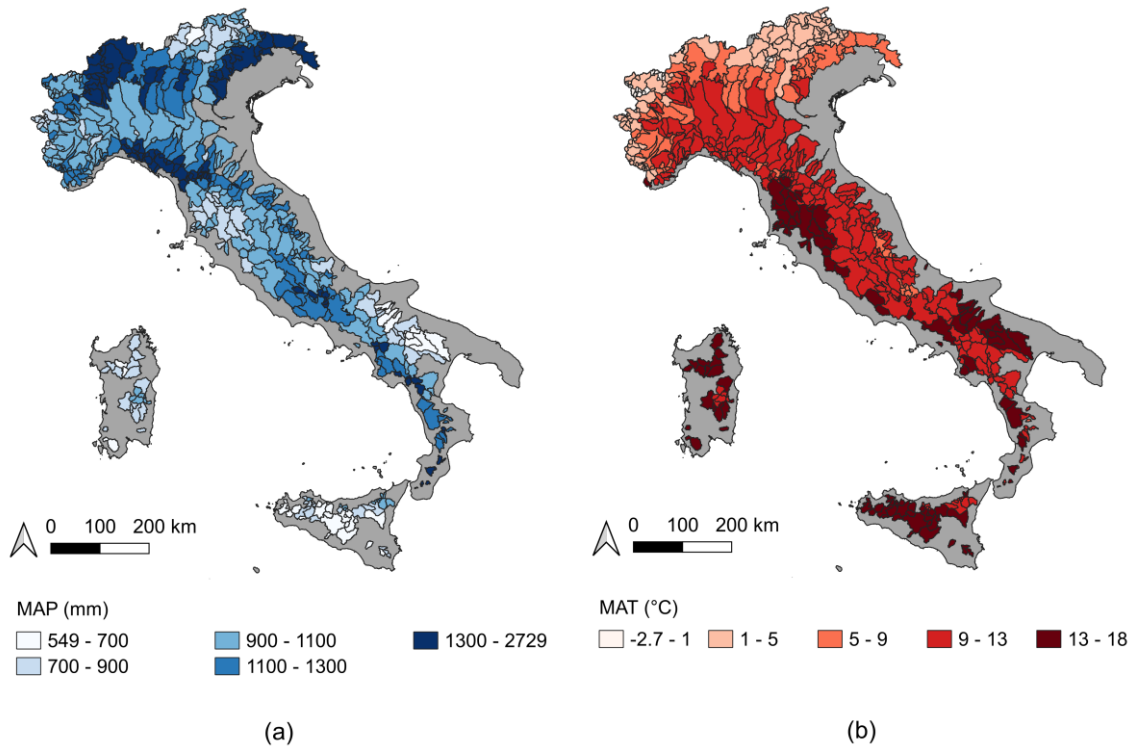 0 100 200 km
0 100 200 km
MAP (mm)
549 - 700 900 - 1100 1300 - 2729
700 - 900 1100 - 1300
MAT (°C)
-2.7 - 1 1 - 5 5 - 9 9 - 13 13 - 18
(a) (b)